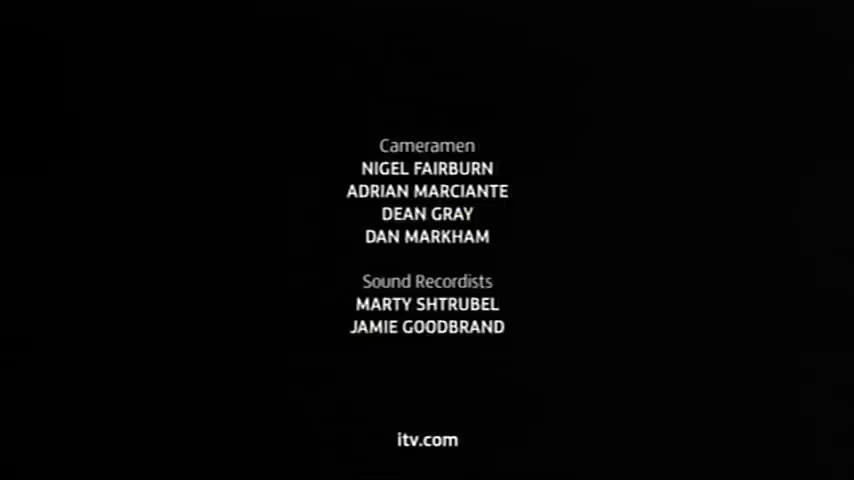 Cameramen
NIGEL FAIRBURN
ADRIAN MARCIANTE
DEAN GRAY
DAN MARKHAM
Sound Recordists
MARTY SHTRUBEL
JAMIE GOODBRAND
itv.com